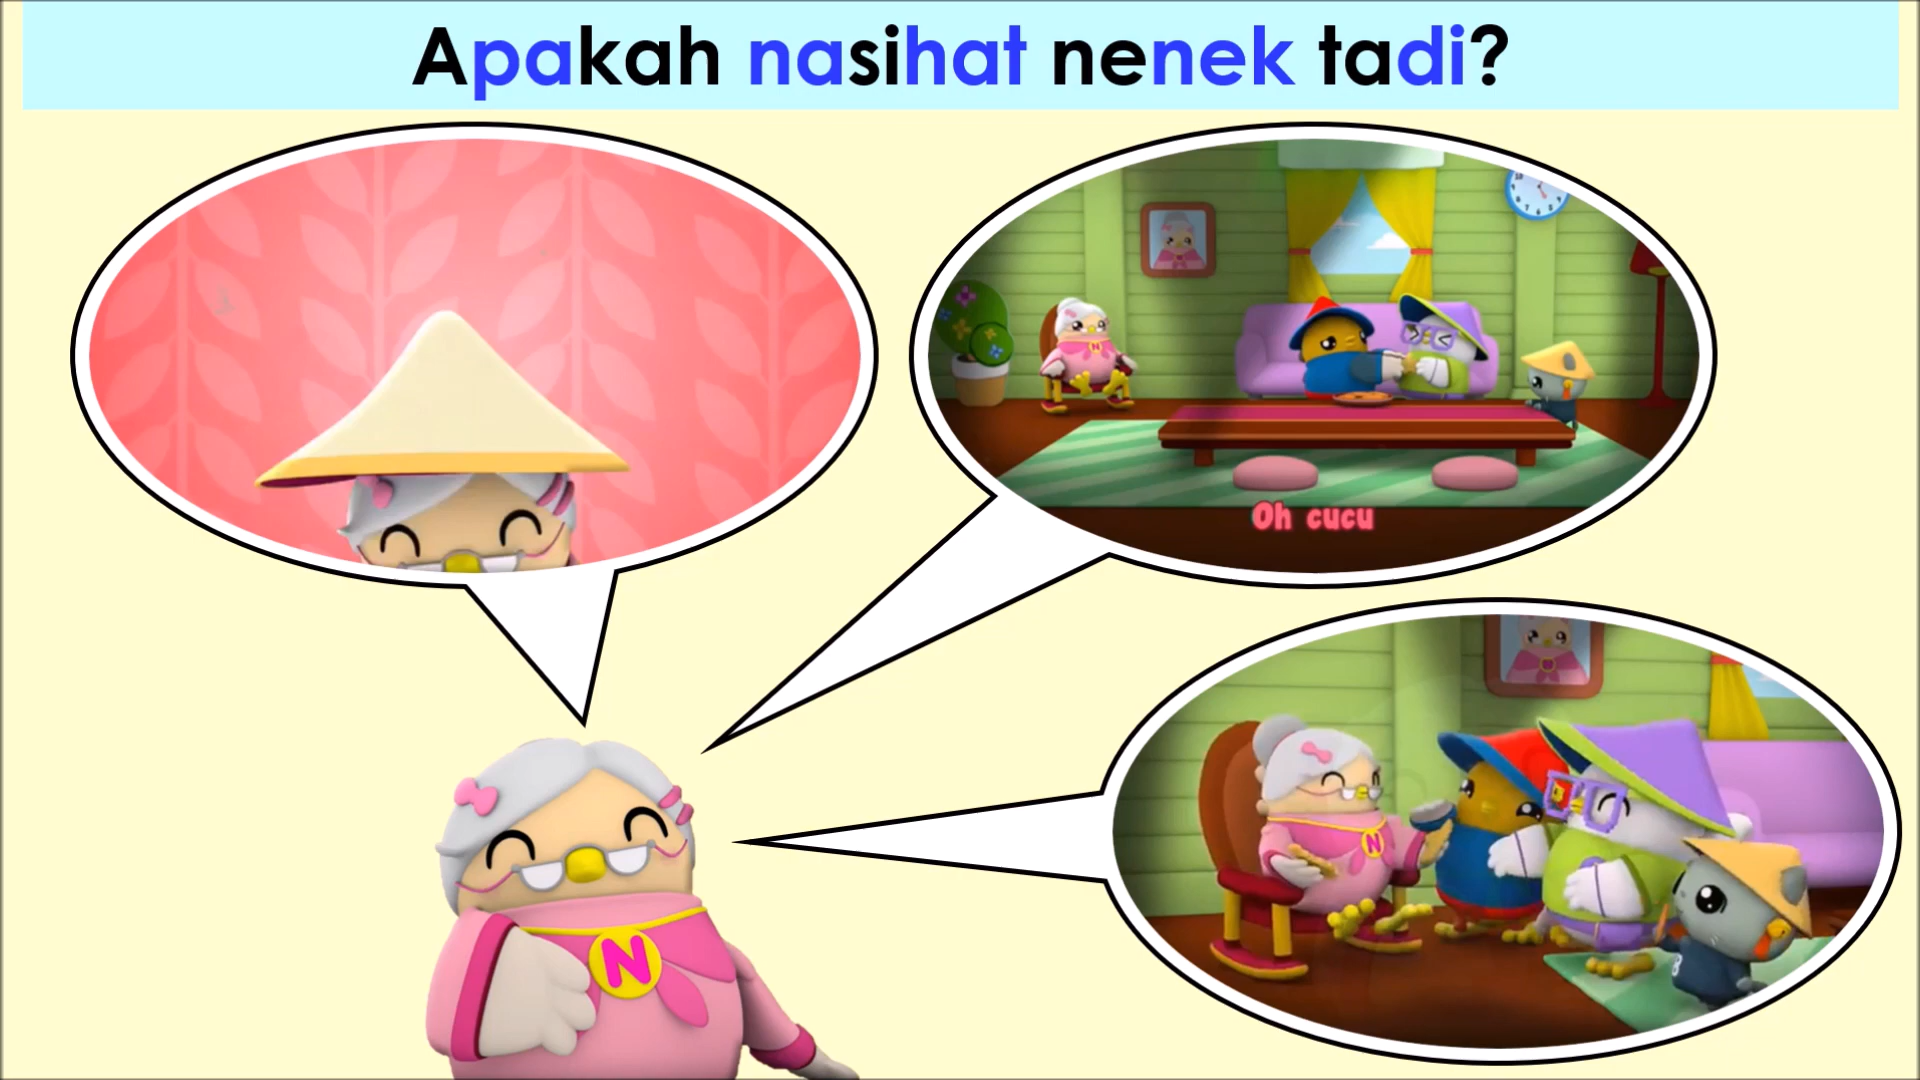 Apakah nasihat nenek tadi?
Oh cucu
N